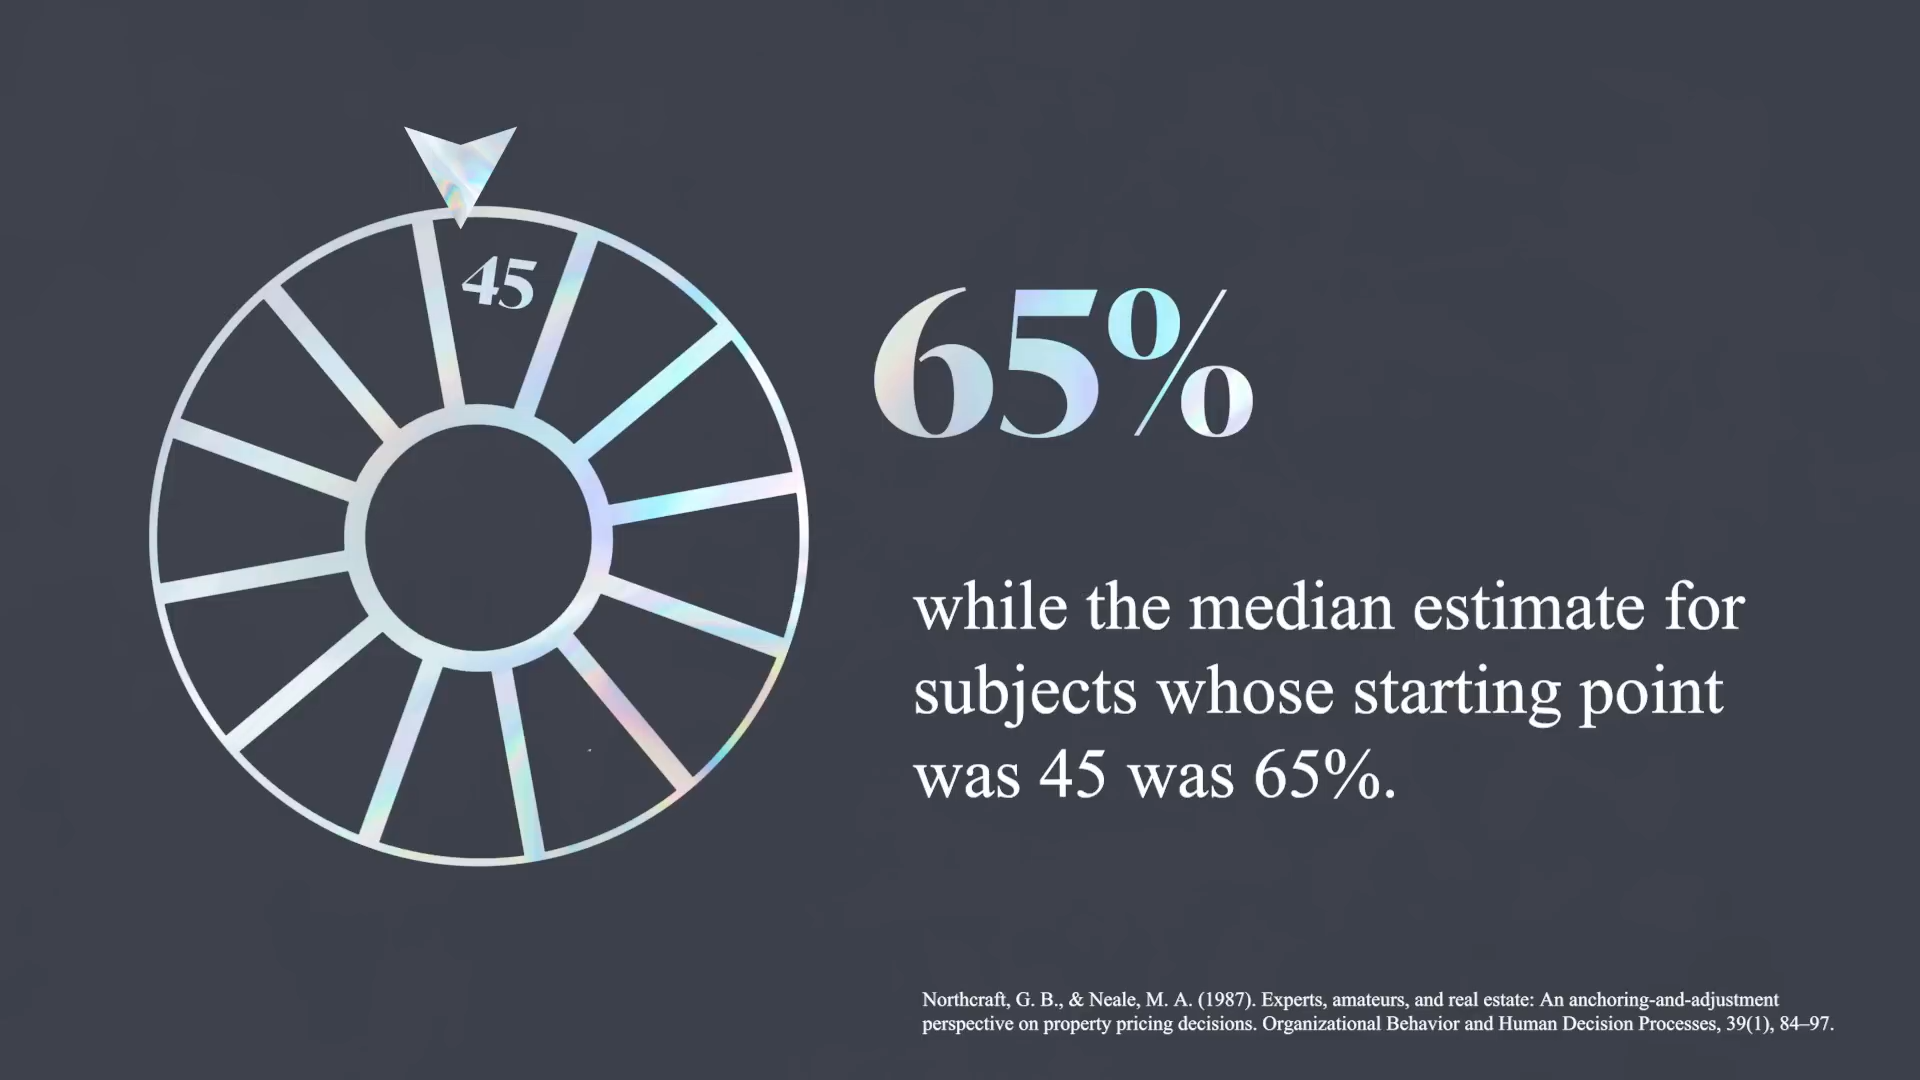 45
65%
while the median estimate for
subjects whose starting point
was 45 was 65%.
Northcraft, G. B., & Neale, M. A. (1987). Experts, amateurs, and real estate: An anchoring-and-adjustment
perspective on property pricing decisions. Organizational Behavior and Human Decision Processes, 39(1), 84–97.